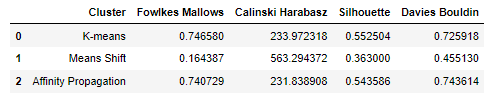 Cluster Fowlkes Mallows Calinski Harabasz Silhouette Davies Bouldin
0 K-means 0.746580 233.972318 0.552504 0.725918
1 Means Shift 0.164387 563.294372 0.363000 0.455130
2 Affinity Propagation 0.740729 231.838908 0.543586 0.743614